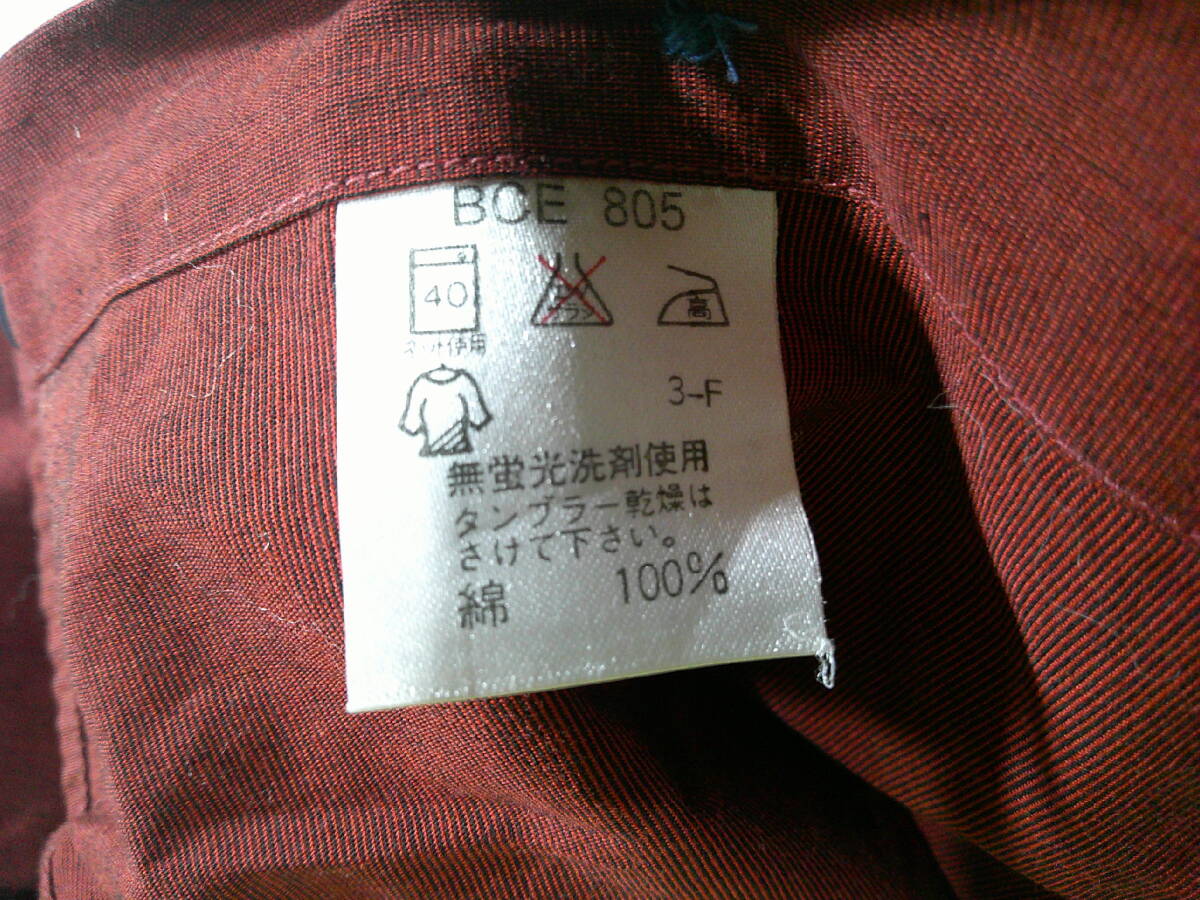 BCE 805
40
高
ネット使用
3-F
無蛍光洗剤使用
タンブラー乾燥は
さけて下さい。
綿 100%